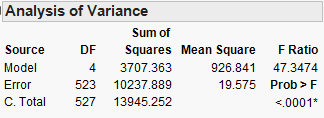 Analysis of Variance
Sum of
Source DF Squares Mean Square F Ratio
Model 4 3707.363 926.841 47.3474
Error 523 10237.889 19.575 Prob > F
C. Total 527 13945.252 <.0001*